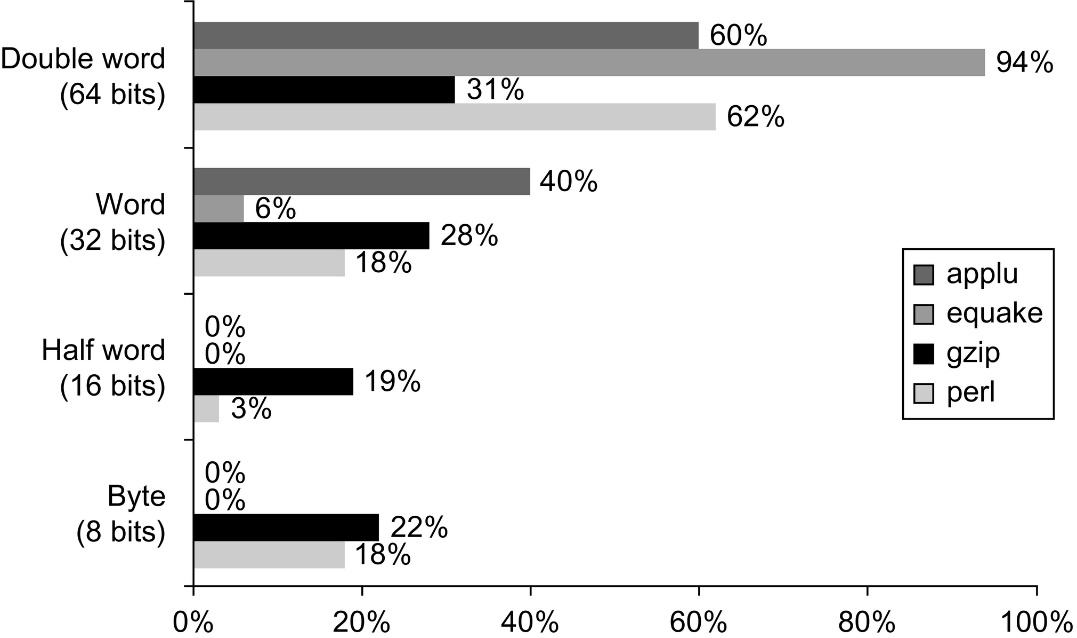 Double word
(64 bits)
60%
94%
31%
62%
Word
(32 bits)
40%
6%
28%
18%
Half word
(16 bits)
0%
0%
19%
3%
Byte
(8 bits)
0%
0%
22%
18%
applu
equake
gzip
perl
0% 20% 40% 60% 80% 100%